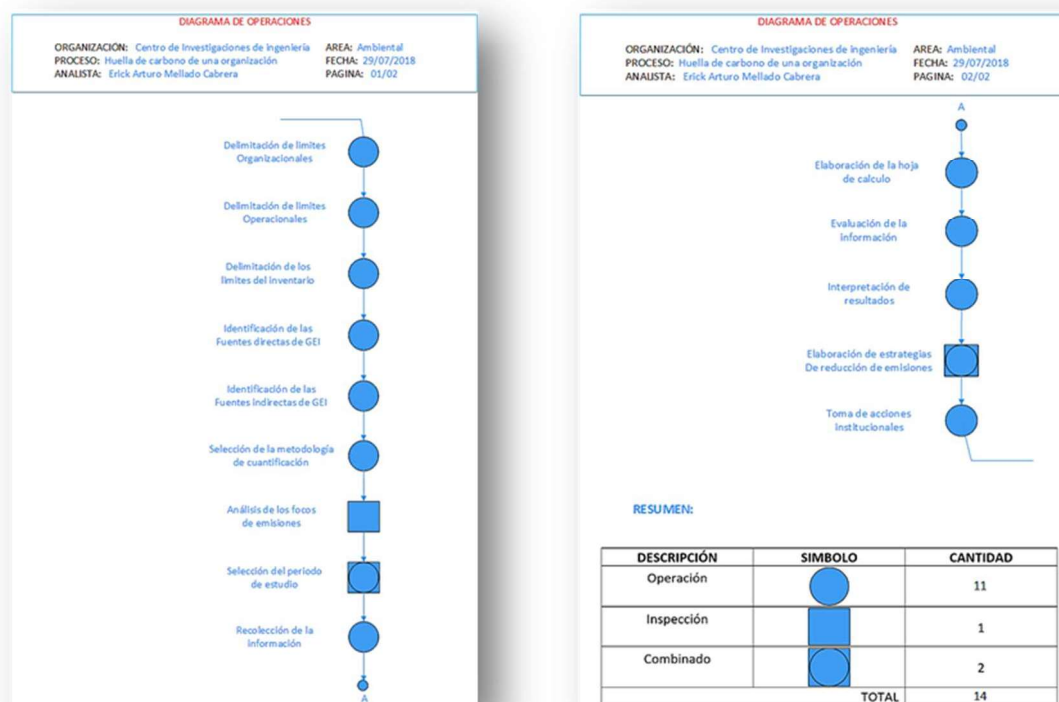 DIAGRAMA DE OPERACIONES
ORGANIZACIÓN: Centro de Investigaciones de ingeniería AREA: Ambiental
PROCESO: Huella de carbono de una organización FECHA: 29/07/2018
ANALISTA: Erick Arturo Mellado Cabrera PAGINA: 01/02
Delimitación de limites
Organizacionales
Delimitación de limites
Operacionales
Delimitación de los
limites del inventario
Identificación de las
Fuentes directas de GEI
Identificación de las
Fuentes indirectas de GEI
Selección de la metodología
de cuantificación
Análisis de los focos
de emisiones
Selección del periodo
de estudio
Recolección de la
información
A
DIAGRAMA DE OPERACIONES
ORGANIZACIÓN: Centro de Investigaciones de ingeniería AREA: Ambiental
PROCESO: Huella de carbono de una organización FECHA: 29/07/2018
ANALISTA: Erick Arturo Mellado Cabrera PAGINA: 02/02
A
Elaboración de la hoja
de calculo
Evaluación de la
información
Interpretación de
resultados
Elaboración de estrategias
De reducción de emisiones
Toma de acciones
institucionales
RESUMEN:
DESCRIPCIÓN SIMBOLO CANTIDAD
Operación 11
Inspección 1
Combinado 2
TOTAL 14